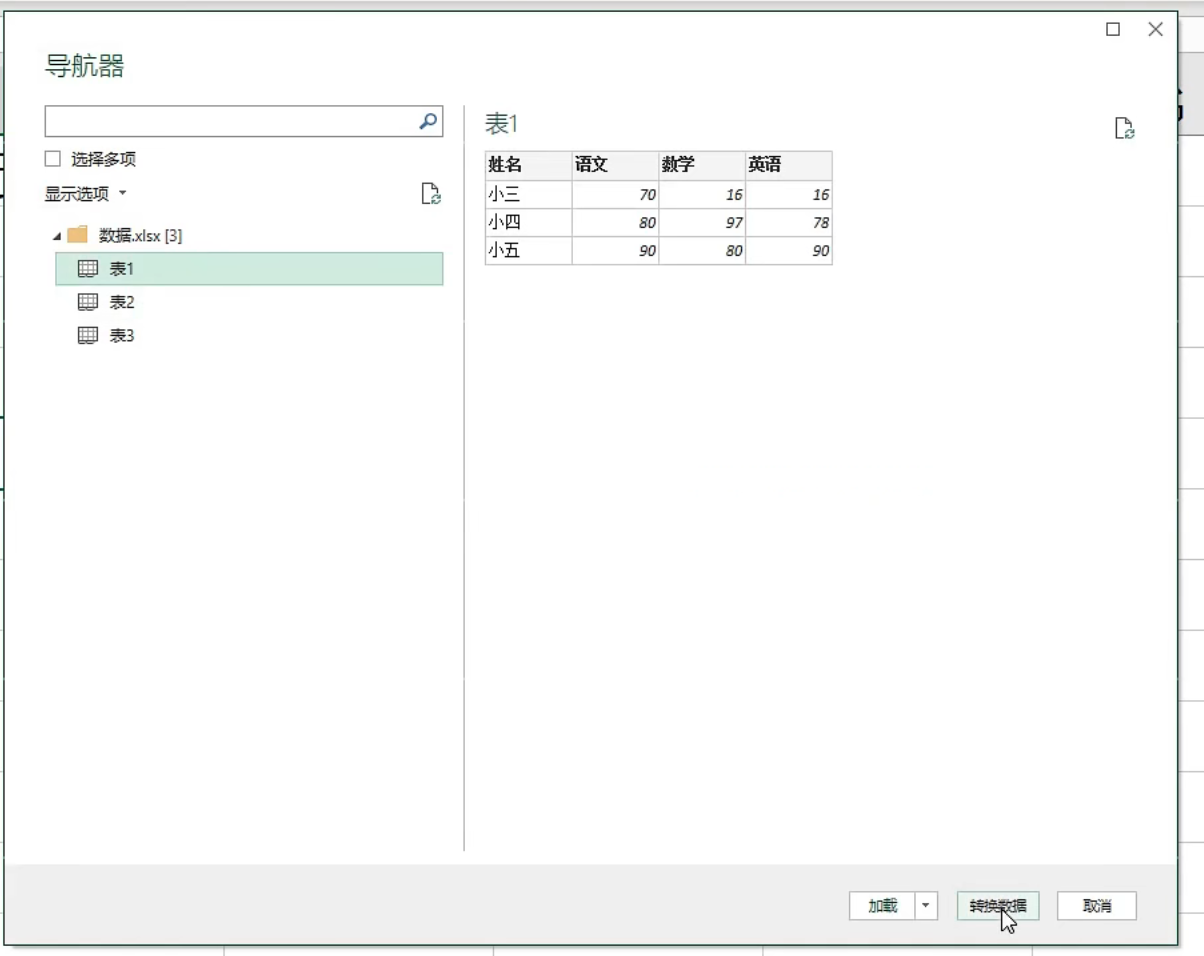 导航器
选择多项
显示选项
数据.xlsx [3]
表1
表2
表3
表1
姓名 语文 数学 英语
小三 70 16 16
小四 80 97 78
小五 90 80 90
加载 转换数据 取消